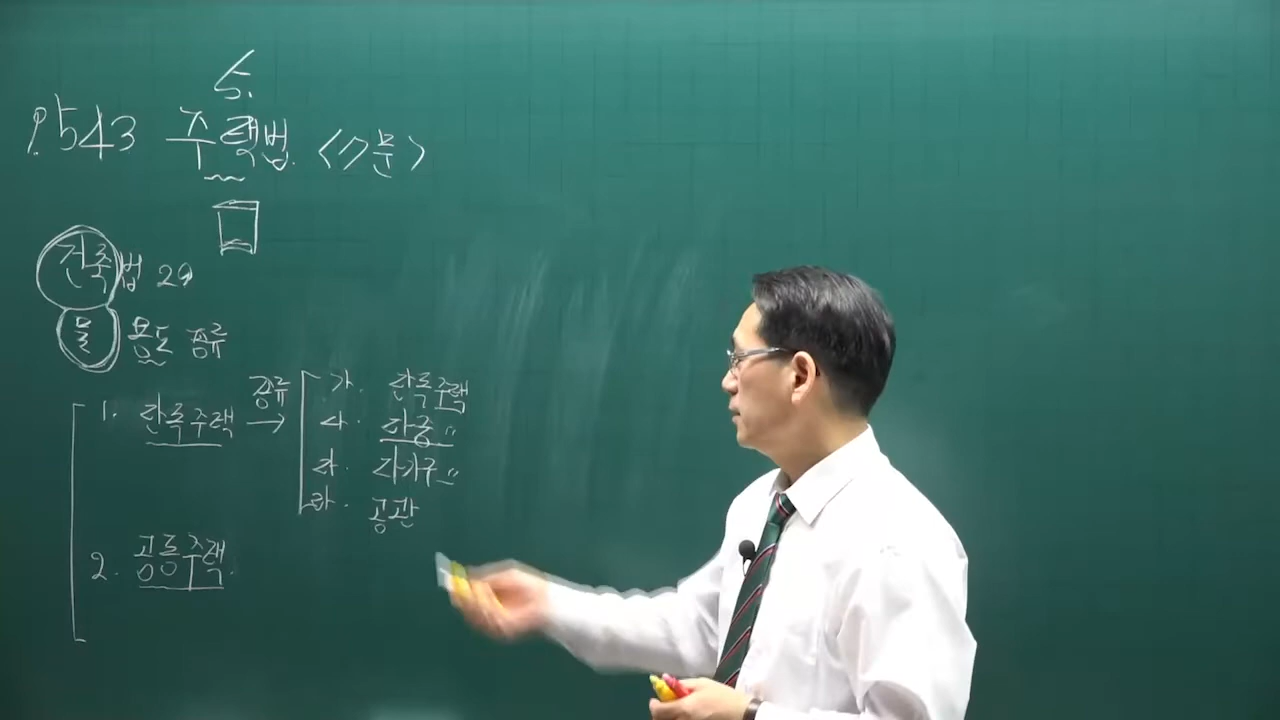 5.
P.543 주택법 <7문>
건축법 29
물 용도 종류
1. 단독주택 종류 →
가. 단독주택
나. 다중 〃
다. 다가구 〃
라. 공관
2. 공동주택